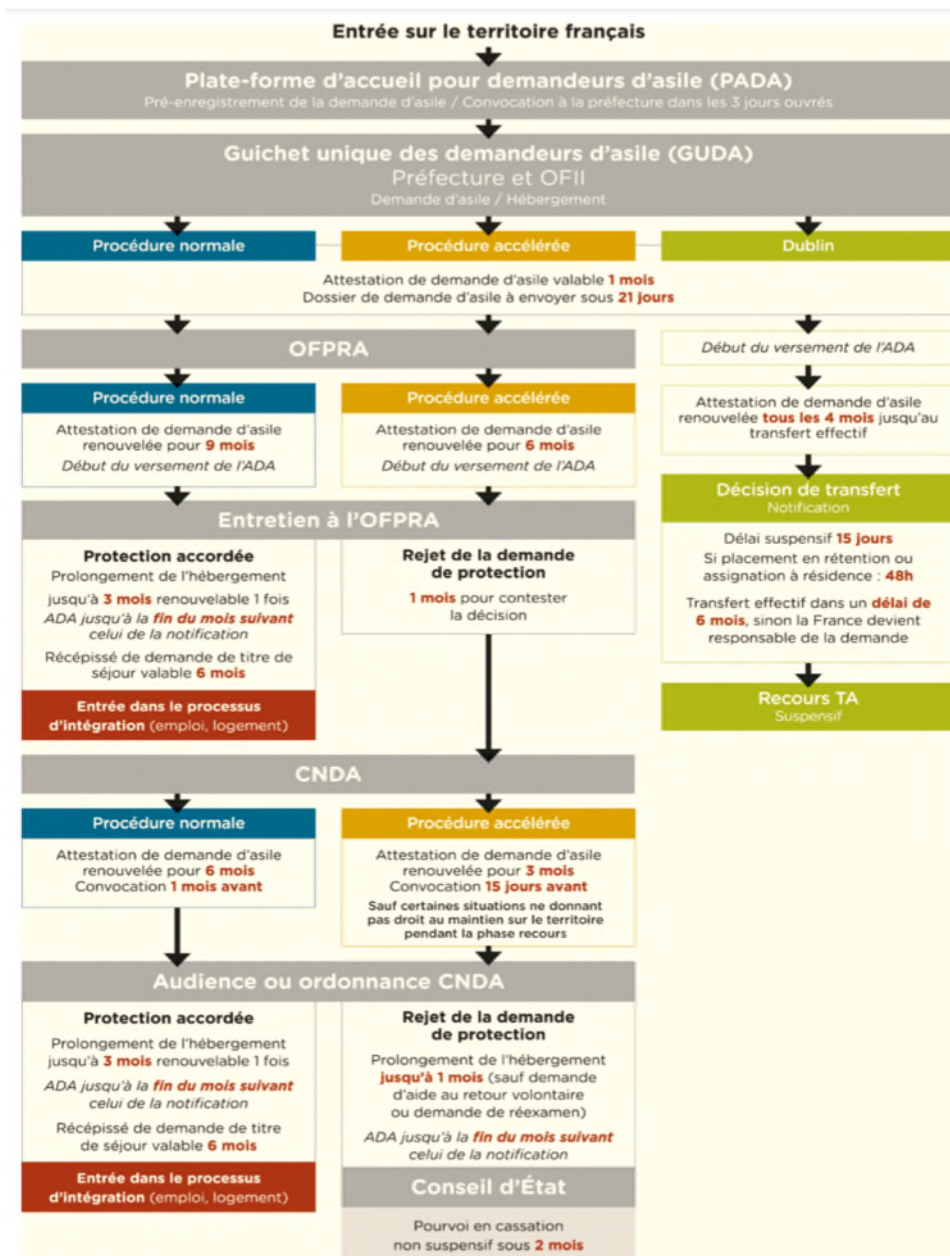 Entrée sur le territoire français
Plate-forme d'accueil pour demandeurs d'asile (PADA)
Pré-enregistrement de la demande d'asile / Convocation à la préfecture dans les 3 jours ouvrés
Guichet unique des demandeurs d'asile (GUDA)
Préfecture et OFII
Demande d'asile / Hébergement
Procédure normale
Procédure accélérée
Dublin
Attestation de demande d'asile valable 1 mois
Dossier de demande d'asile à envoyer sous 21 jours
OFPRA
Début du versement de l'ADA
Procédure normale
Attestation de demande d'asile
renouvelée pour 9 mois
Début du versement de l'ADA
Procédure accélérée
Attestation de demande d'asile
renouvelée pour 6 mois
Début du versement de l'ADA
Attestation de demande d'asile
renouvelée tous les 4 mois jusqu'au
transfert effectif
Décision de transfert
Notification
Délai suspensif 15 jours
Si placement en rétention ou
assignation à résidence : 48h
Transfert effectif dans un délai de
6 mois, sinon la France devient
responsable de la demande
Recours TA
Suspensif
Entretien à l'OFPRA
Protection accordée
Prolongement de l'hébergement
jusqu'à 3 mois renouvelable 1 fois
ADA jusqu'à la fin du mois suivant
celui de la notification
Récépissé de demande de titre de
séjour valable 6 mois
Entrée dans le processus
d'intégration (emploi, logement)
Rejet de la demande
de protection
1 mois pour contester
la décision
CNDA
Procédure normale
Attestation de demande d'asile
renouvelée pour 6 mois
Convocation 1 mois avant
Procédure accélérée
Attestation de demande d'asile
renouvelée pour 3 mois
Convocation 15 jours avant
Sauf certaines situations ne donnant
pas droit au maintien sur le territoire
pendant la phase recours
Audience ou ordonnance CNDA
Protection accordée
Prolongement de l'hébergement
jusqu'à 3 mois renouvelable 1 fois
ADA jusqu'à la fin du mois suivant
celui de la notification
Récépissé de demande de titre
de séjour valable 6 mois
Entrée dans le processus
d'intégration (emploi, logement)
Rejet de la demande
de protection
Prolongement de l'hébergement
jusqu'à 1 mois (sauf demande
d'aide au retour volontaire
ou demande de réexamen)
ADA jusqu'à la fin du mois suivant
celui de la notification
Conseil d'État
Pourvoi en cassation
non suspensif sous 2 mois